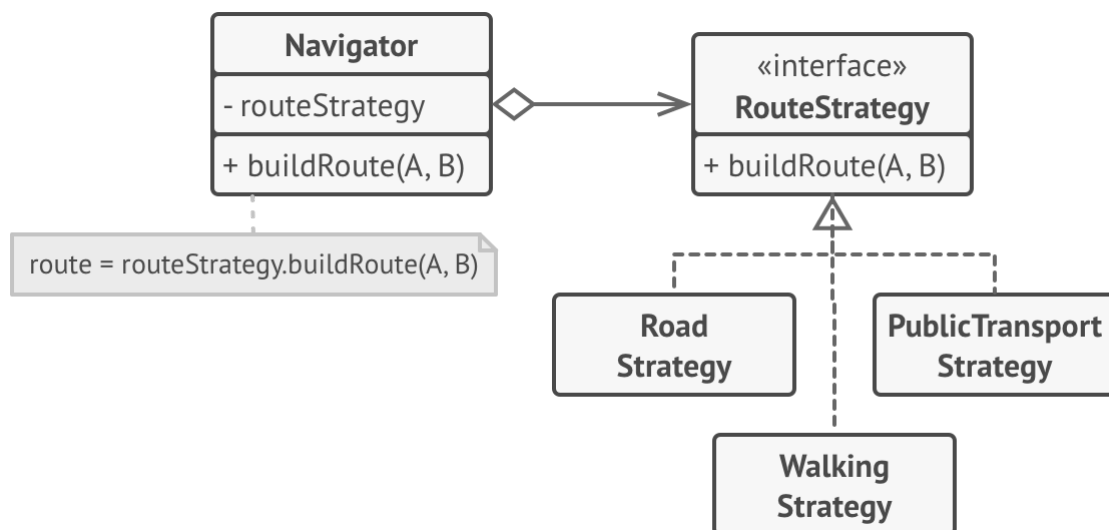 Navigator
- routeStrategy
+ buildRoute(A, B)
route = routeStrategy.buildRoute(A, B)
«interface»
RouteStrategy
+ buildRoute(A, B)
Road
Strategy
PublicTransport
Strategy
Walking
Strategy